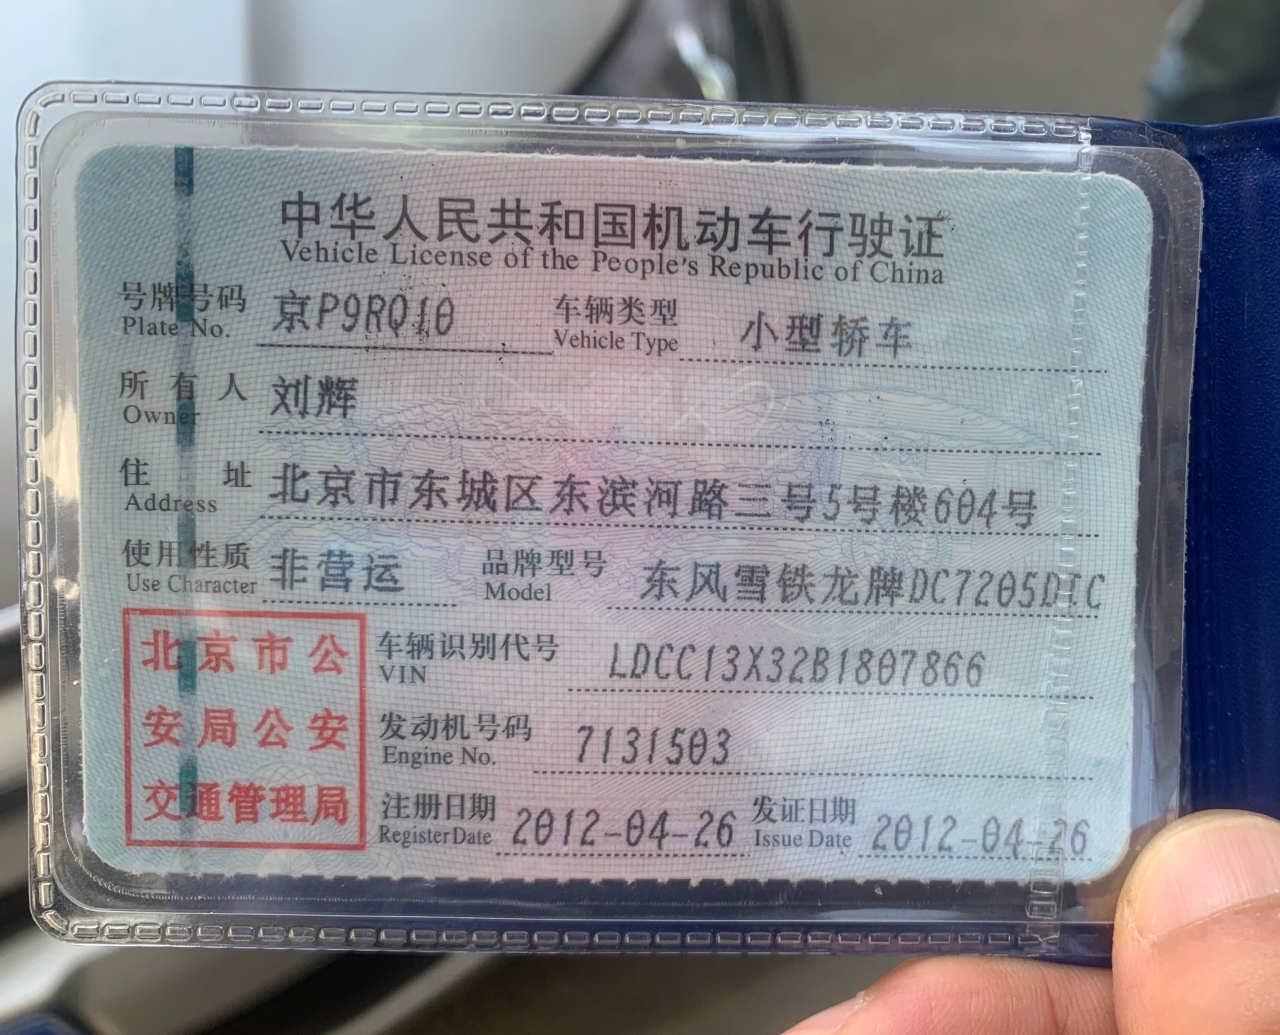 中华人民共和国机动车行驶证
Vehicle License of the People's Republic of China
号牌号码 京P9RQ10 车辆类型 小型轿车
Plate No. Vehicle Type
所有人 刘辉
Owner
住址 北京市东城区东滨河路三号5号楼604号
Address
使用性质 非营运 品牌型号 东风雪铁龙牌DC7205DTC
Use Character Model
北京市公
安局公安
交通管理局
车辆识别代号 LDCC13X32B1807866
VIN
发动机号码 7131503
Engine No.
注册日期 2012-04-26 发证日期 2012-04-26
Register Date Issue Date